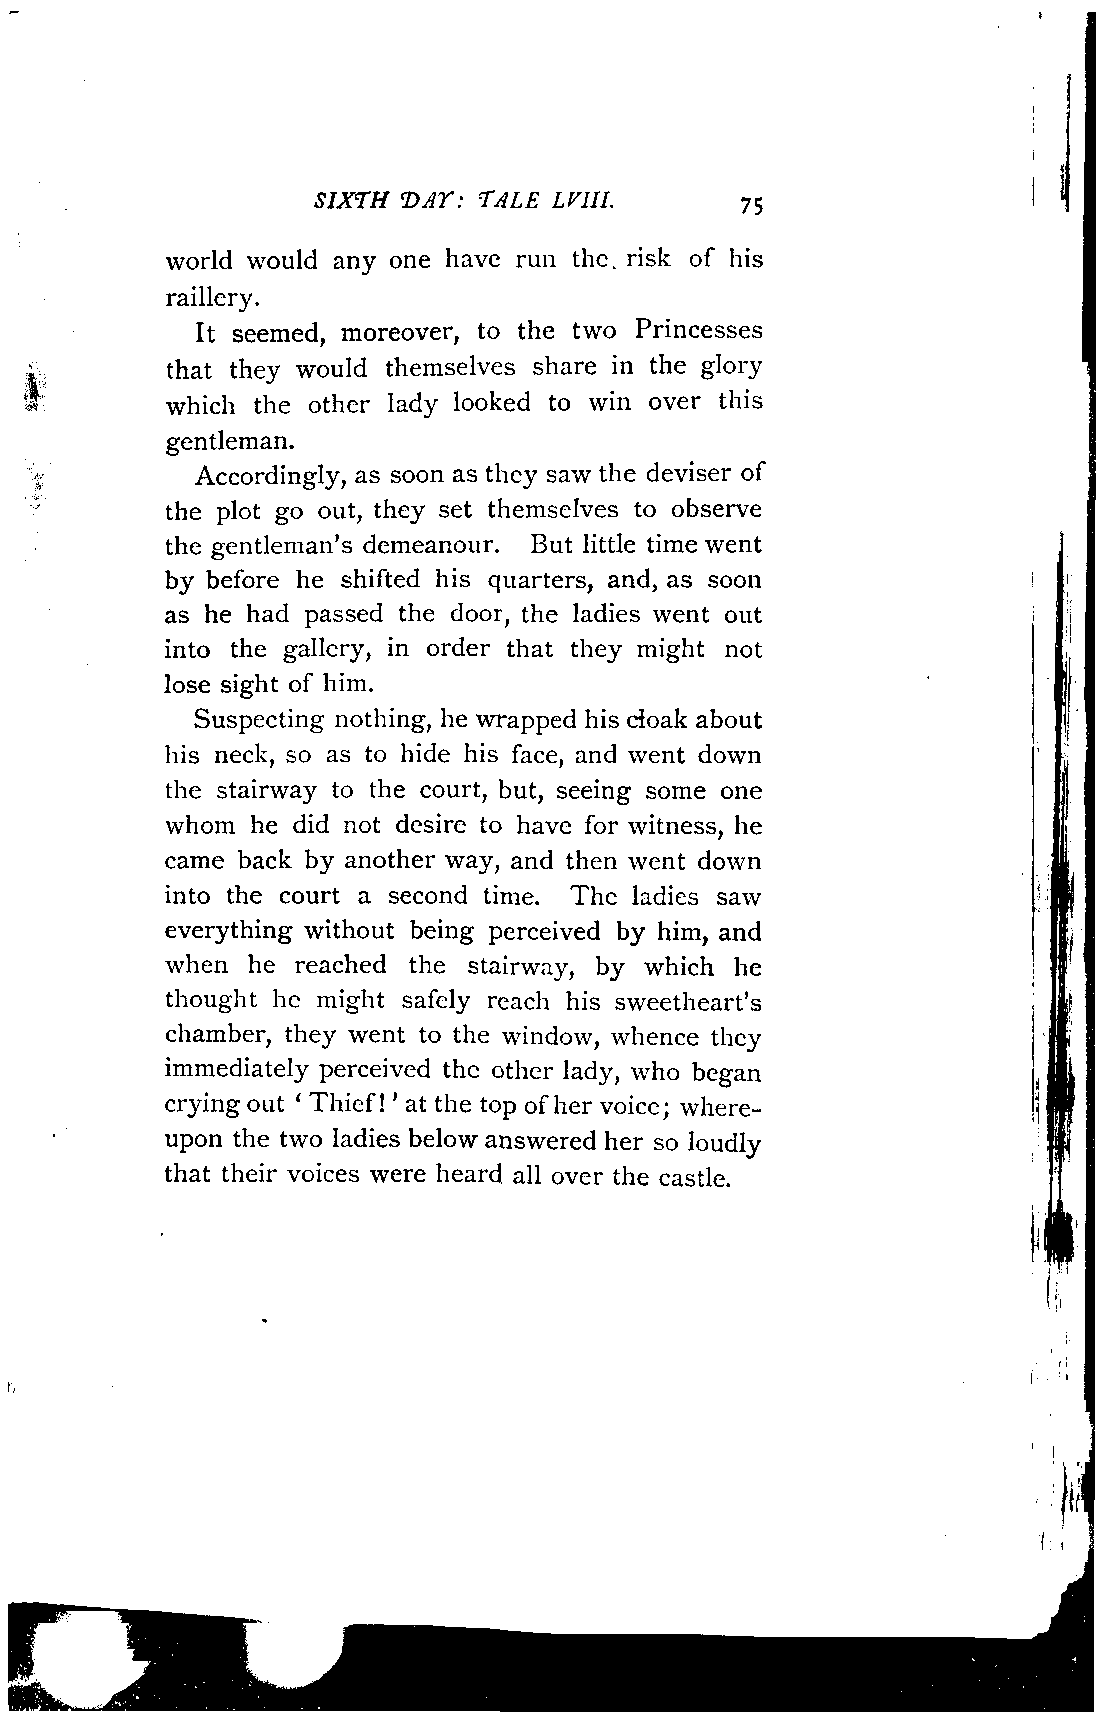 SIXTH DAY: TALE LVIII. 75
world would any one have run the risk of his
raillery.
It seemed, moreover, to the two Princesses
that they would themselves share in the glory
which the other lady looked to win over this
gentleman.
Accordingly, as soon as they saw the deviser of
the plot go out, they set themselves to observe
the gentleman's demeanour. But little time went
by before he shifted his quarters, and, as soon
as he had passed the door, the ladies went out
into the gallery, in order that they might not
lose sight of him.
Suspecting nothing, he wrapped his cloak about
his neck, so as to hide his face, and went down
the stairway to the court, but, seeing some one
whom he did not desire to have for witness, he
came back by another way, and then went down
into the court a second time. The ladies saw
everything without being perceived by him, and
when he reached the stairway, by which he
thought he might safely reach his sweetheart's
chamber, they went to the window, whence they
immediately perceived the other lady, who began
crying out ‘Thief!’ at the top of her voice; where-
upon the two ladies below answered her so loudly
that their voices were heard all over the castle.